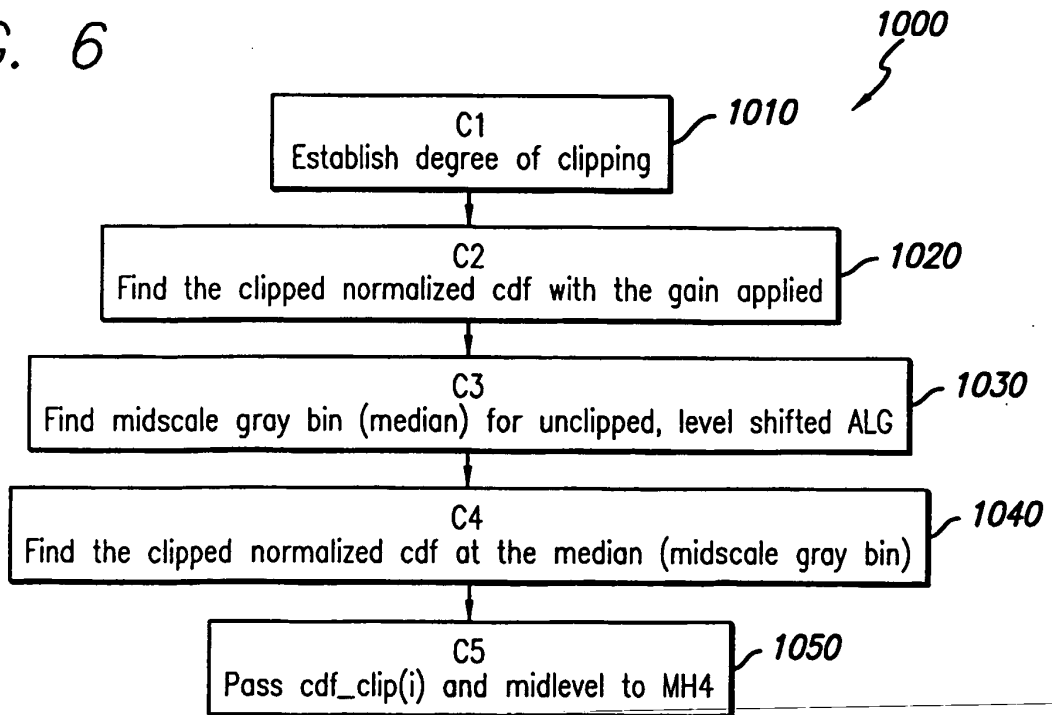 G. 6
1000
C1
Establish degree of clipping
1010
C2
Find the clipped normalized cdf with the gain applied
1020
C3
Find midscale gray bin (median) for unclipped, level shifted ALG
1030
C4
Find the clipped normalized cdf at the median (midscale gray bin)
1040
C5
Pass cdf_clip(i) and midlevel to MH4
1050